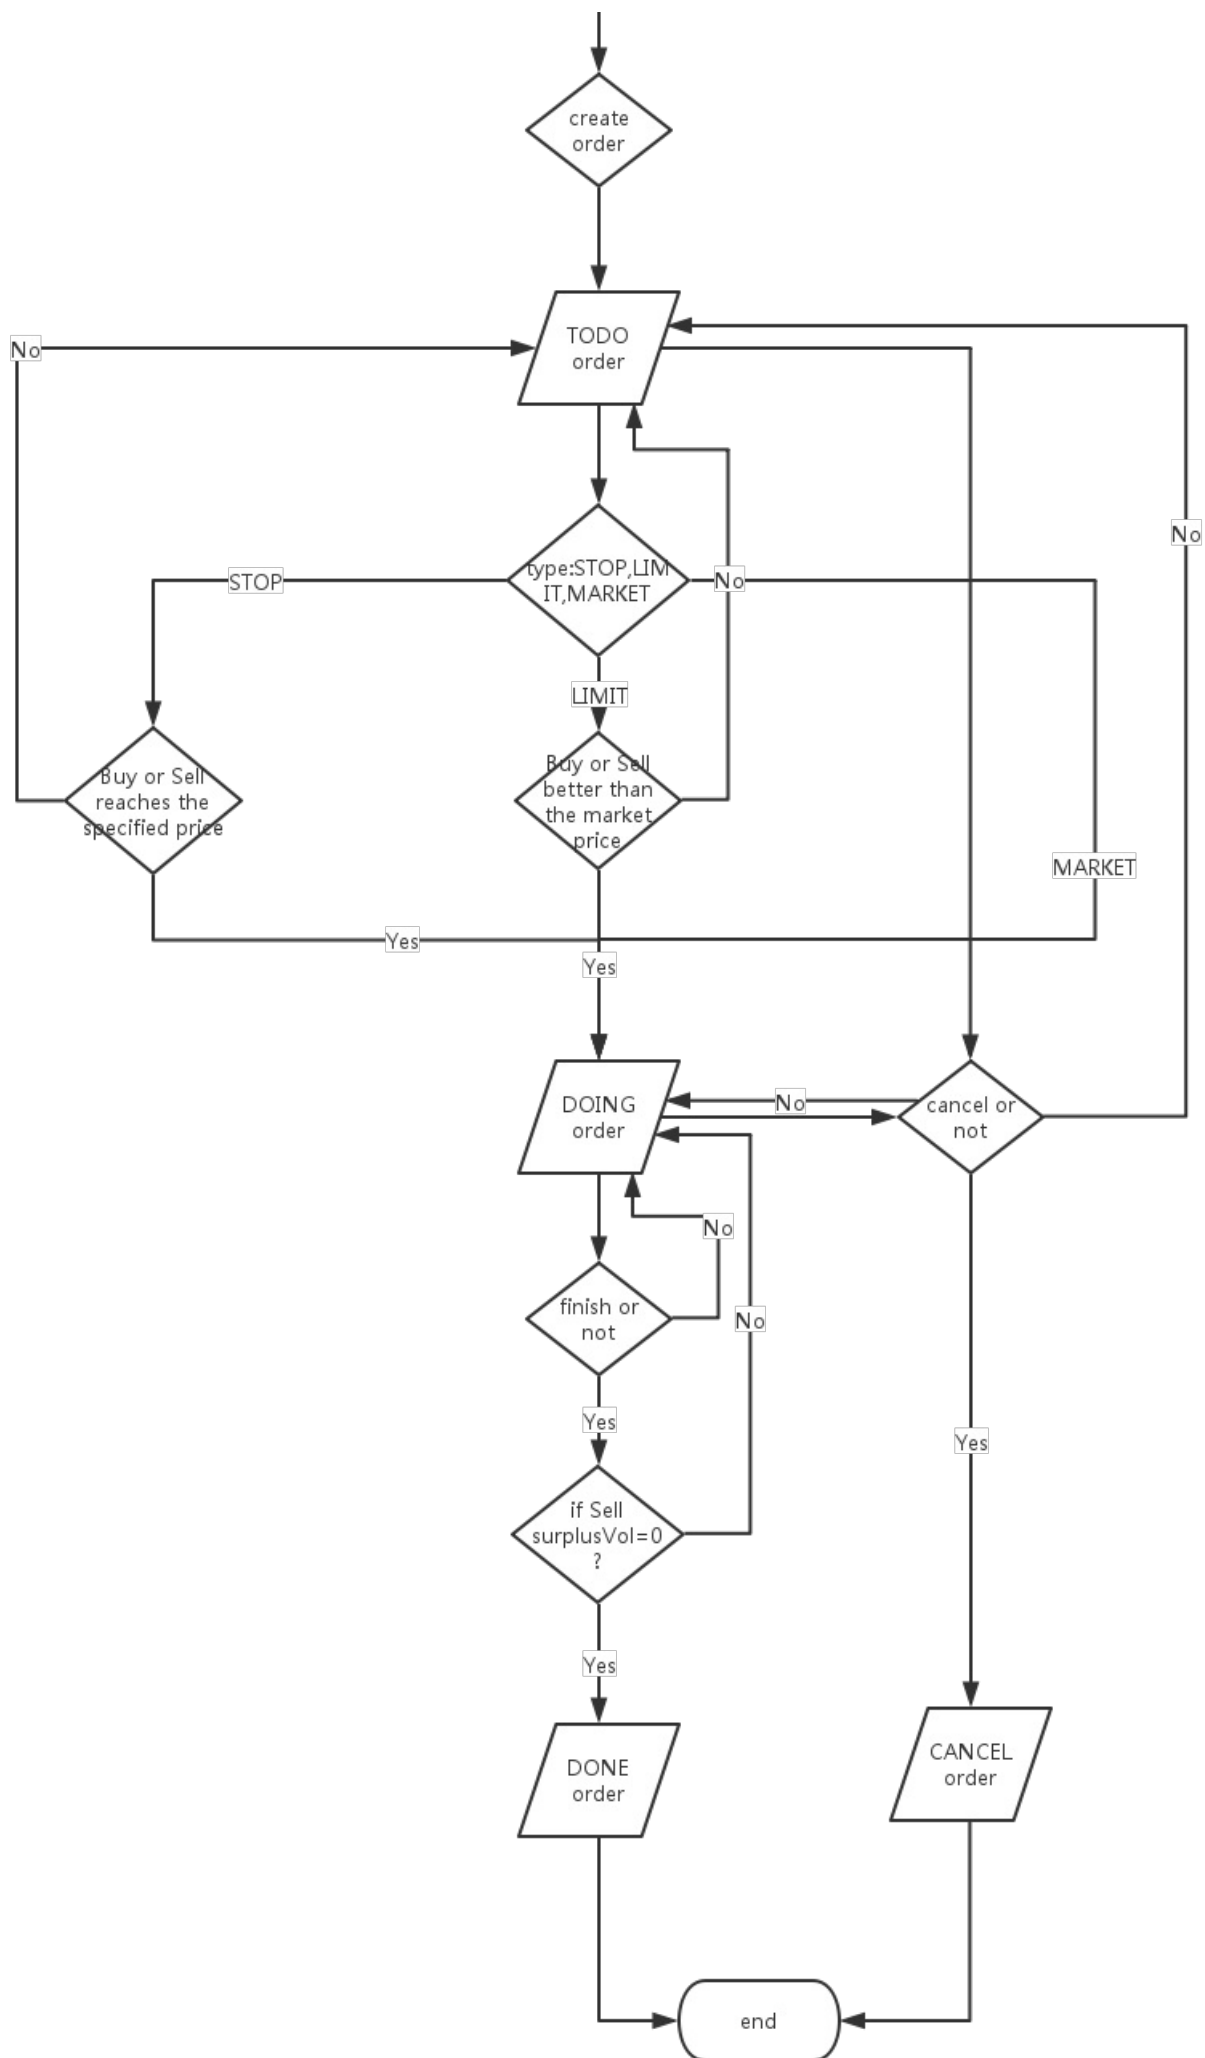 create
order
TODO
order
No
No
type:STOP,LIM
IT,MARKET
STOP
No
LIMIT
Buy or Sell
reaches the
specified price
Buy or Sell
better than
the market
price
MARKET
Yes
Yes
DOING
order
No
cancel or
not
No
finish or
not
No
Yes
Yes
if Sell
surplusVol=0
?
Yes
DONE
order
CANCEL
order
end